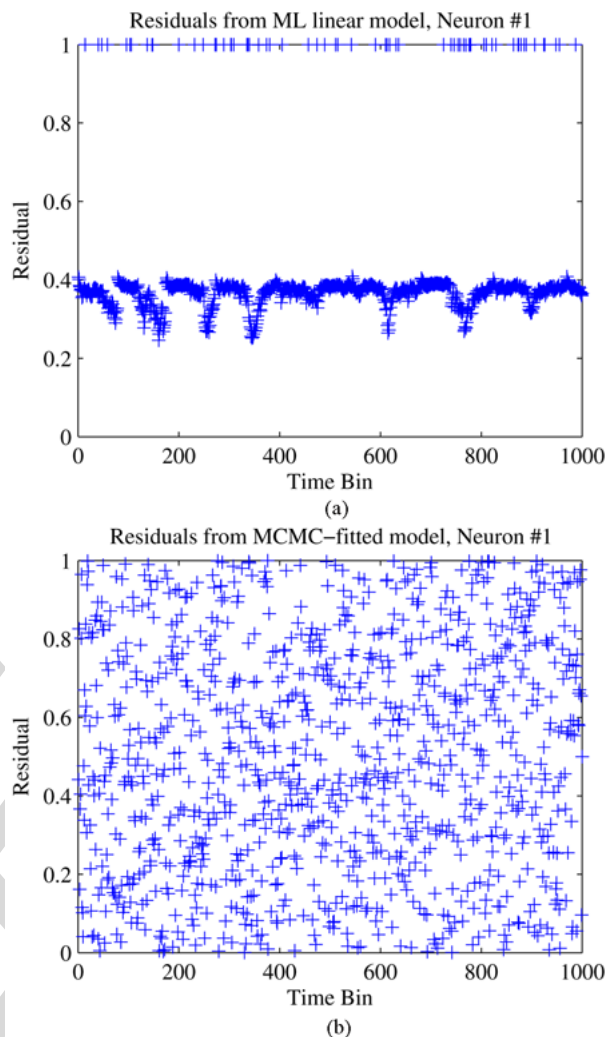 Residuals from ML linear model, Neuron #1
1
0.8
0.6
0.4
0.2
0
Residual
0 200 400 600 800 1000
Time Bin
(a)
Residuals from MCMC−fitted model, Neuron #1
1
0.8
0.6
0.4
0.2
0
Residual
0 200 400 600 800 1000
Time Bin
(b)